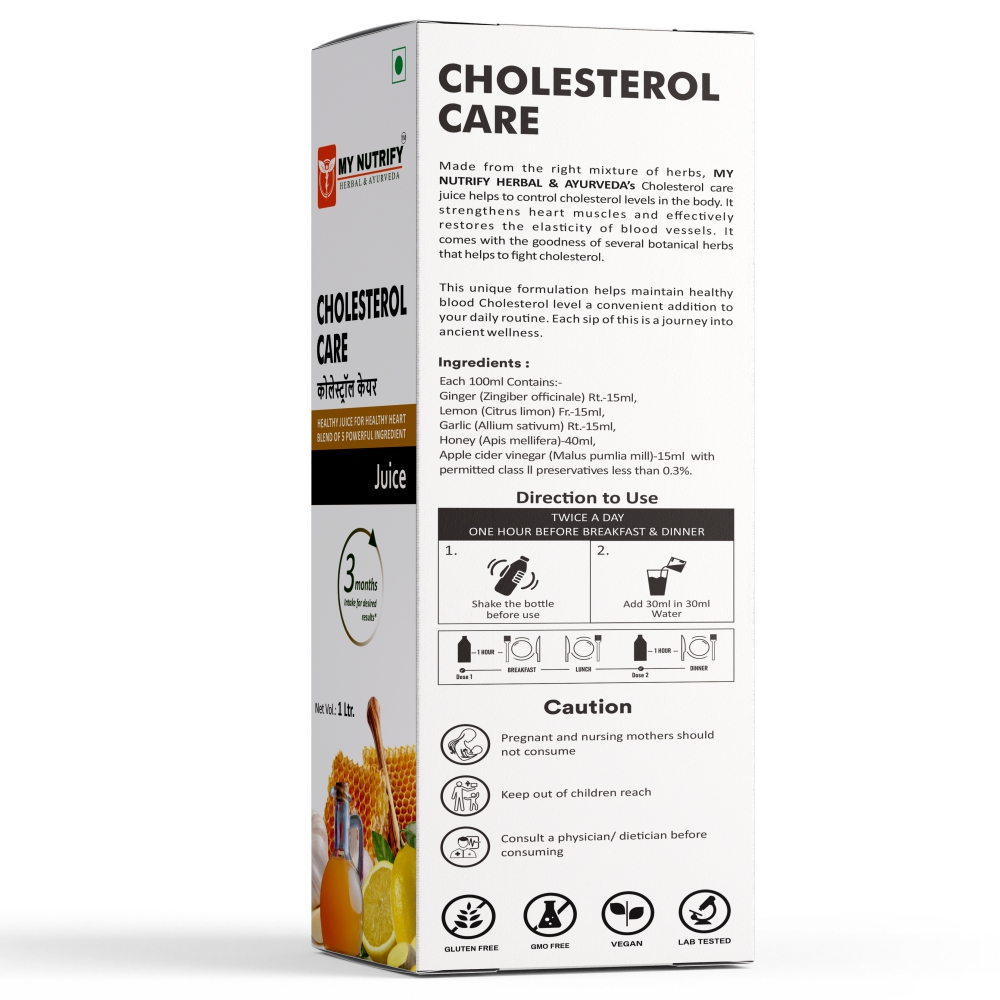 MY NUTRIFY
HERBAL & AYURVEDA
CHOLESTEROL
CARE
कोलेस्ट्रॉल केयर
HEALTHY JUICE FOR HEALTHY HEART
BLEND OF 5 POWERFUL INGREDIENT
Juice
3 months
intake for desired
results*
Net Vol.: 1 Ltr.
CHOLESTEROL
CARE
Made from the right mixture of herbs, MY
NUTRIFY HERBAL & AYURVEDA's Cholesterol care
juice helps to control cholesterol levels in the body. It
strengthens heart muscles and effectively
restores the elasticity of blood vessels. It
comes with the goodness of several botanical herbs
that helps to fight cholesterol.
This unique formulation helps maintain healthy
blood Cholesterol level a convenient addition to
your daily routine. Each sip of this is a journey into
ancient wellness.
Ingredients :
Each 100ml Contains:-
Ginger (Zingiber officinale) Rt.-15ml,
Lemon (Citrus limon) Fr.-15ml,
Garlic (Allium sativum) Rt.-15ml,
Honey (Apis mellifera)-40ml,
Apple cider vinegar (Malus pumlia mill)-15ml with
permitted class ll preservatives less than 0.3%.
Direction to Use
TWICE A DAY
ONE HOUR BEFORE BREAKFAST & DINNER
1.
Shake the bottle
before use
2.
Add 30ml in 30ml
Water
1 HOUR
1 HOUR
BREAKFAST
LUNCH
DINNER
Dose 1
Dose 2
Caution
Pregnant and nursing mothers should
not consume
Keep out of children reach
Consult a physician/ dietician before
consuming
GLUTEN FREE
GMO FREE
VEGAN
LAB TESTED